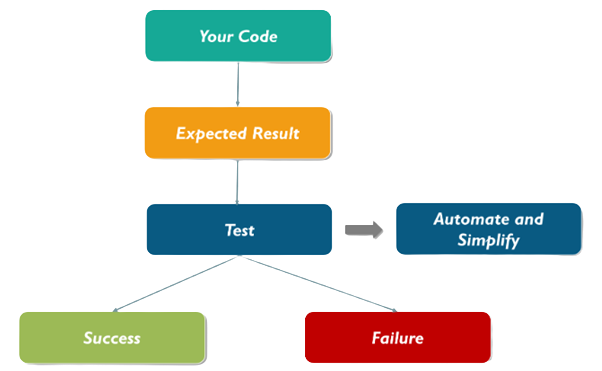 Your Code
Expected Result
Test
Automate and
Simplify
Success
Failure